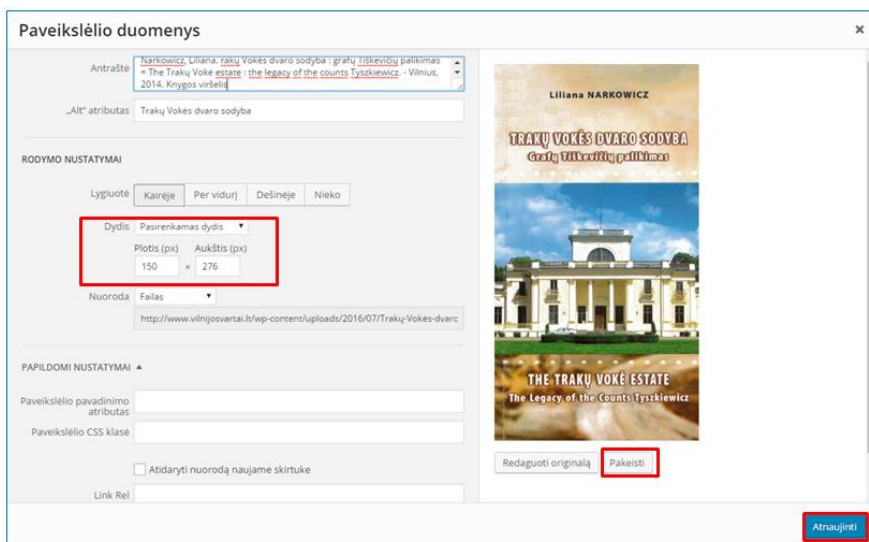 Paveikslėlio duomenys
×
Antraštė
Narkowicz, Liliana. rakų Vokės dvaro sodyba : grafų Tiškevičių palikimas
= The Trakų Voke estate : the legacy of the counts Tyszkiewicz. - Vilnius,
2014. Knygos viršelis
„Alt“ atributas
Trakų Vokės dvaro sodyba
RODYMO NUSTATYMAI
Lygiuotė
Kairėje
Per vidurį
Dešinėje
Nieko
Dydis
Pasirenkamas dydis
Plotis (px)
Aukštis (px)
150
×
276
Nuoroda
Failas
http://www.vilnijosvartai.lt/wp-content/uploads/2016/07/Trakų-Vokės-dvarc
PAPILDOMI NUSTATYMAI
Paveikslėlio pavadinimo
atributas
Paveikslėlio CSS klasė
Atidaryti nuorodą naujame skirtuke
Link Rel
Liliana NARKOWICZ
TRAKŲ VOKĖS DVARO SODYBA
Grafų Tiškevičių palikimas
THE TRAKŲ VOKĖ ESTATE
The Legacy of the Counts Tyszkiewicz
Redaguoti originalą
Pakeisti
Atnaujinti